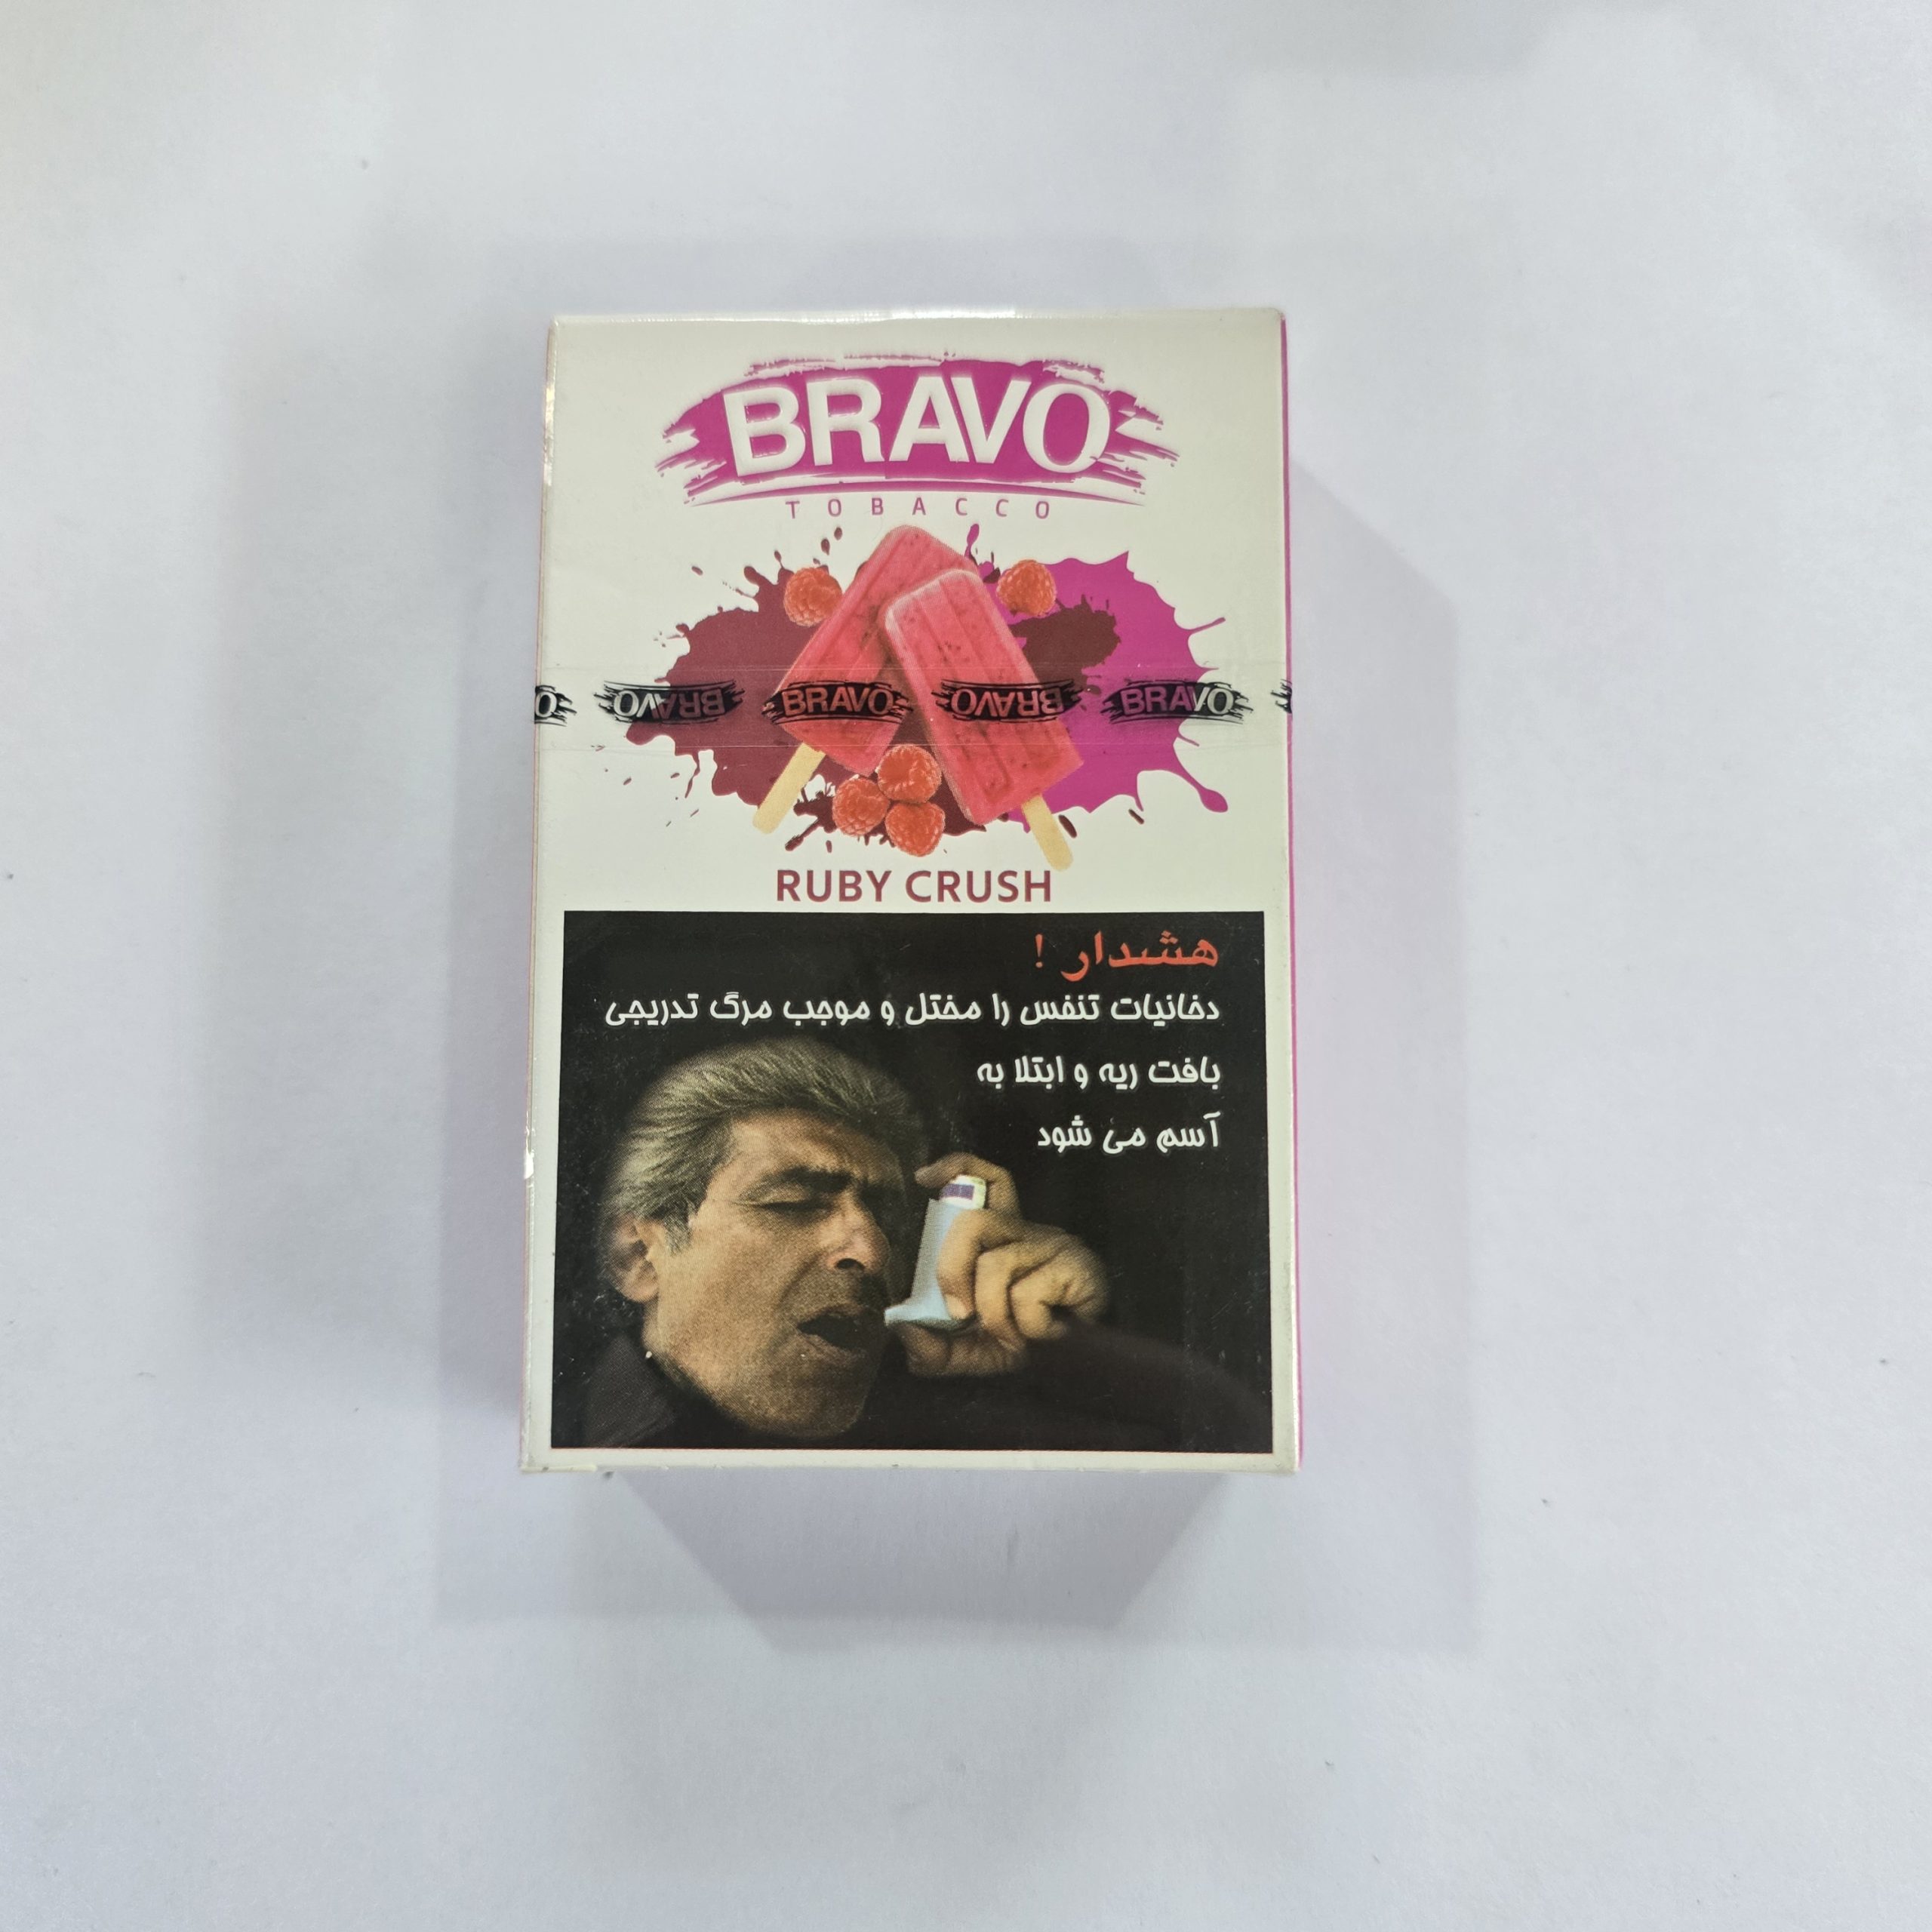 BRAVO
TOBACCO
BRAVO BRAVO BRAVO BRAVO
RUBY CRUSH
هشدار !
دخانیات تنفس را مختل و موجب مرگ تدریجی
بافت ریه و ابتلا به
آسم می شود